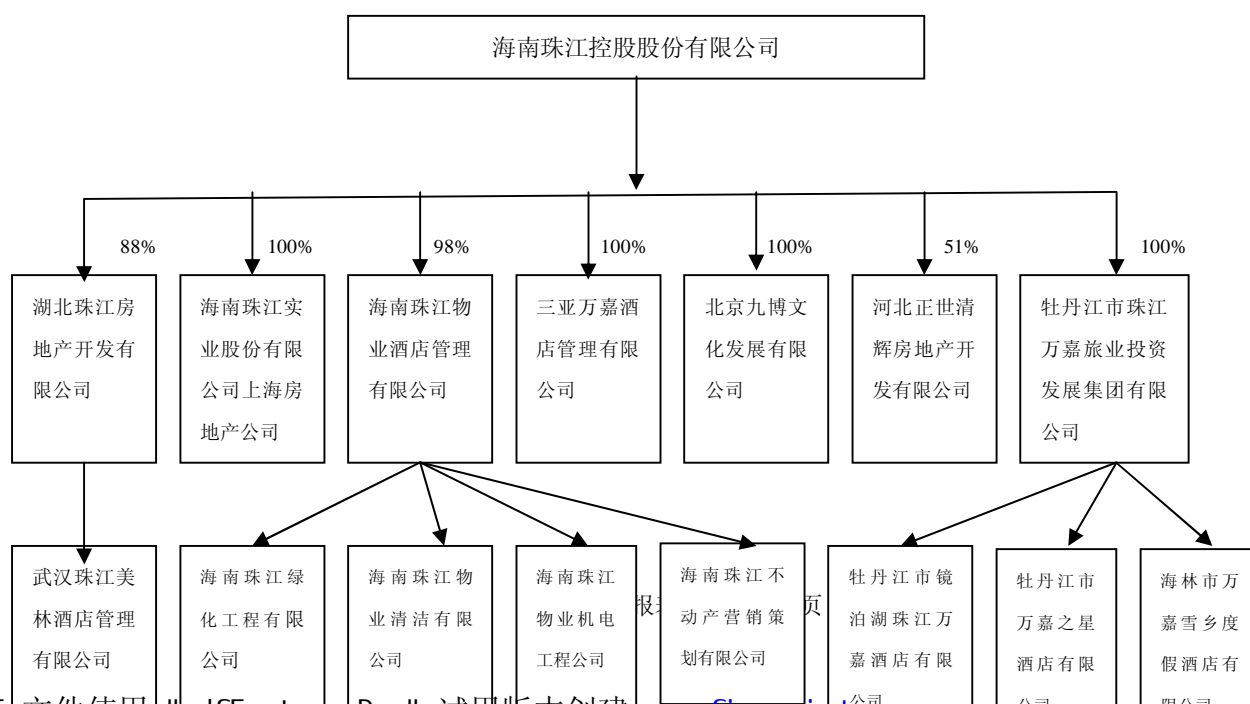 海南珠江控股股份有限公司
88%
100%
98%
100%
100%
51%
100%
湖北珠江房
地产开发有
限公司
海南珠江实
业股份有限
公司上海房
地产公司
海南珠江物
业酒店管理
有限公司
三亚万嘉酒
店管理有限
公司
北京九博文
化发展有限
公司
河北正世清
辉房地产开
发有限公司
牡丹江市珠江
万嘉旅业投资
发展集团有限
公司
武汉珠江美
林酒店管理
有限公司
海南珠江绿
化工程有限
公司
海南珠江物
业清洁有限
公司
海南珠江
物业机电
工程公司
海南珠江不
动产营销策
划有限公司
牡丹江市镜
泊湖珠江万
嘉酒店有限
公司
牡丹江市
万嘉之星
酒店有限
公司
海林市万
嘉雪乡度
假酒店有
限公司
页